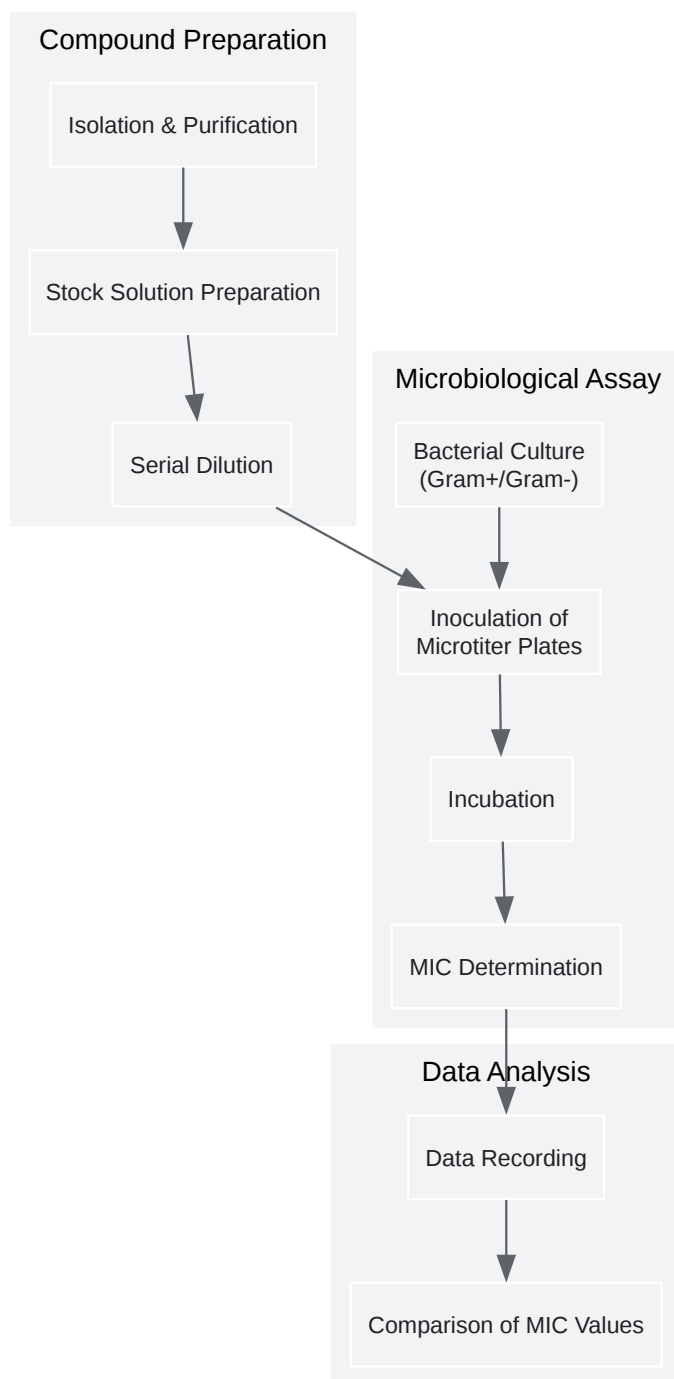 Compound Preparation
Isolation & Purification
Stock Solution Preparation
Serial Dilution
Microbiological Assay
Bacterial Culture
(Gram+/Gram-)
Inoculation of
Microtiter Plates
Incubation
MIC Determination
Data Analysis
Data Recording
Comparison of MIC Values